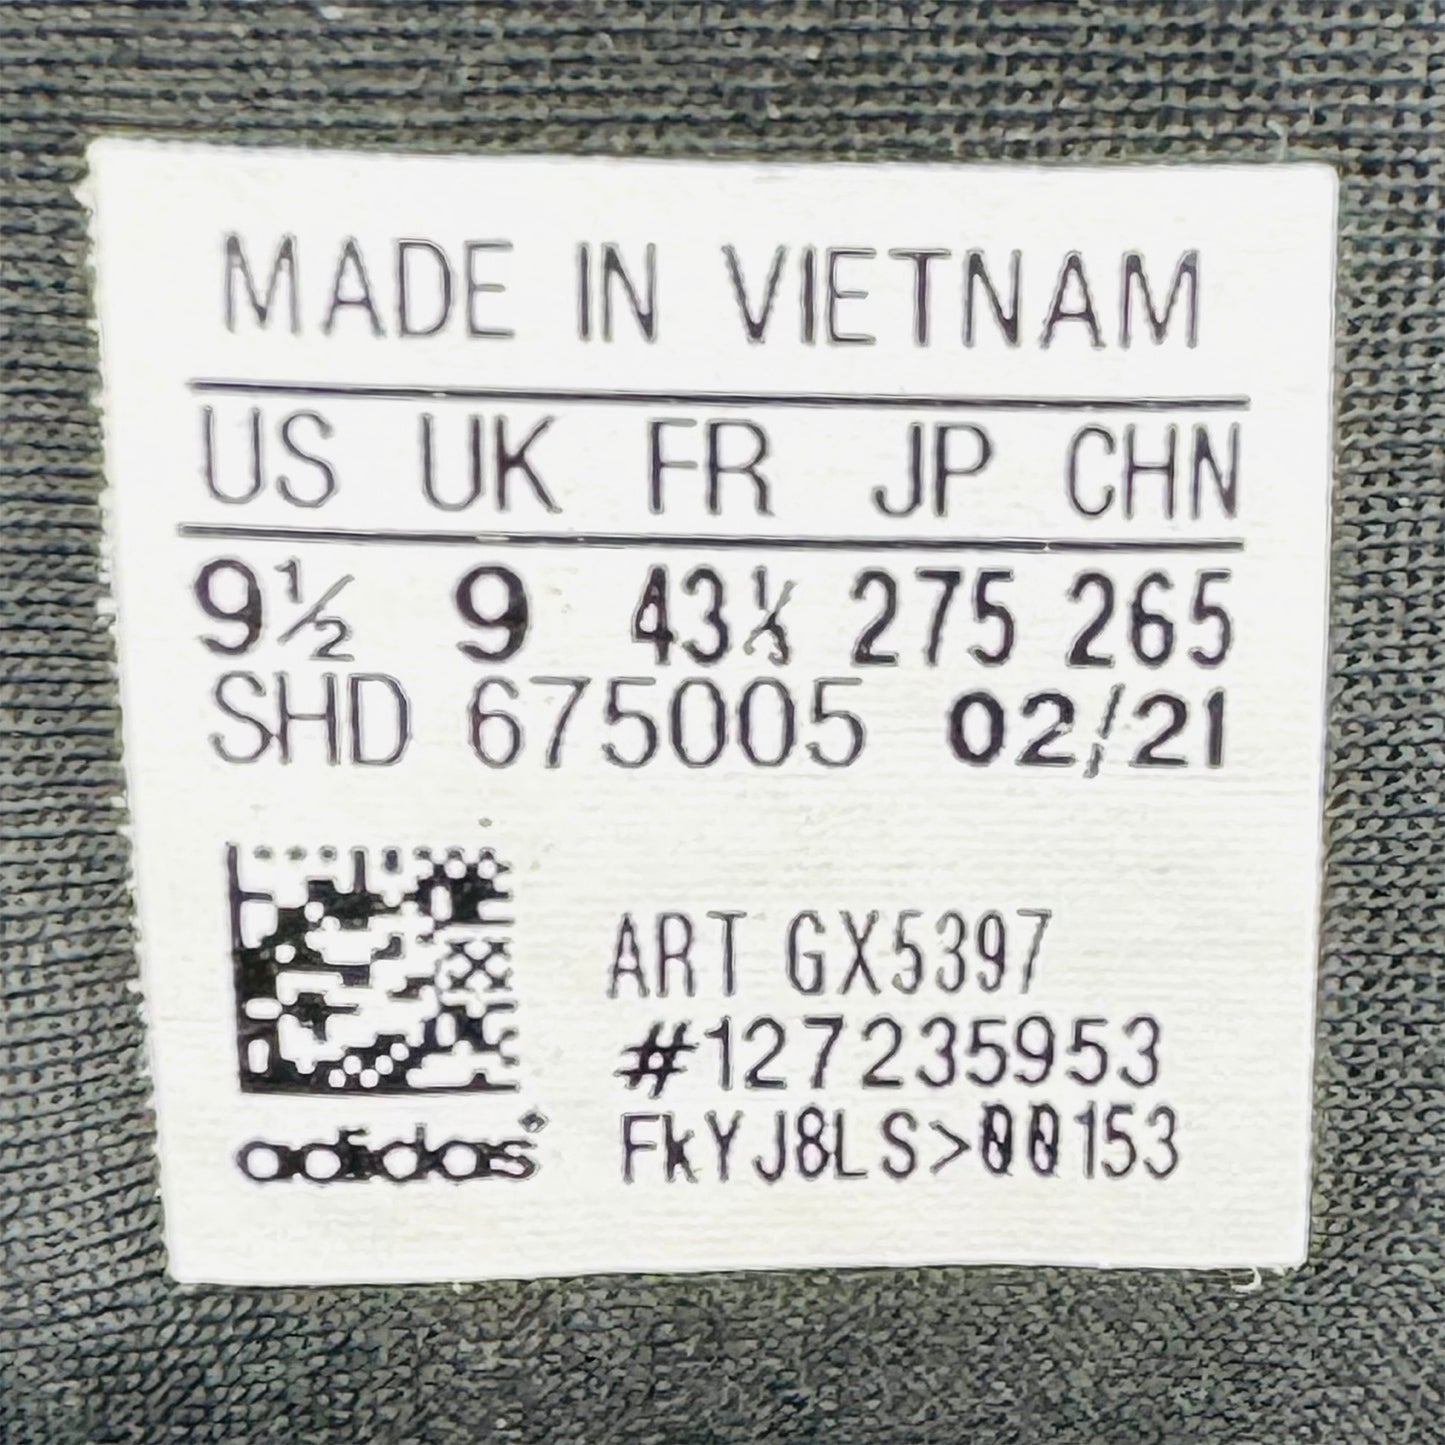 MADE IN VIETNAM
US UK FR JP CHN
9½ 9 43⅓ 275 265
SHD 675005 02/21
ART GX5397
#127235953
FkYJ8LS>00153
adidas